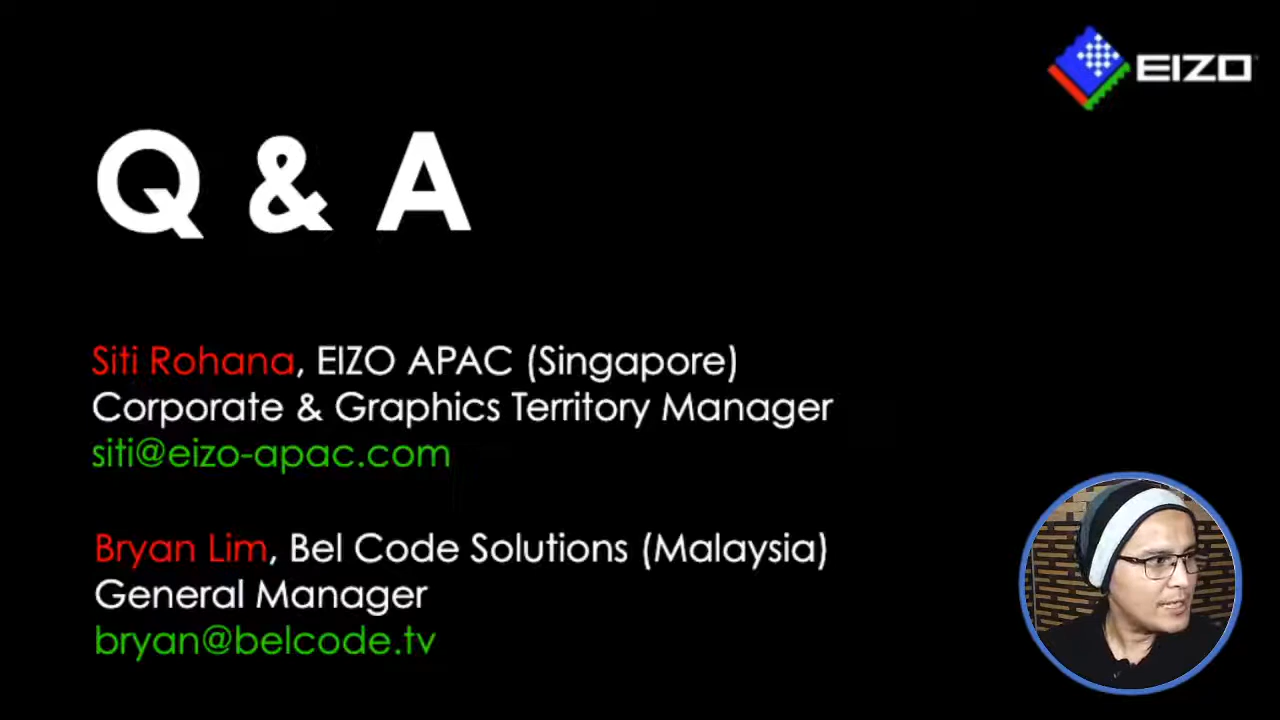 EIZO
Q & A
Siti Rohana, EIZO APAC (Singapore)
Corporate & Graphics Territory Manager
siti@eizo-apac.com
Bryan Lim, Bel Code Solutions (Malaysia)
General Manager
bryan@belcode.tv